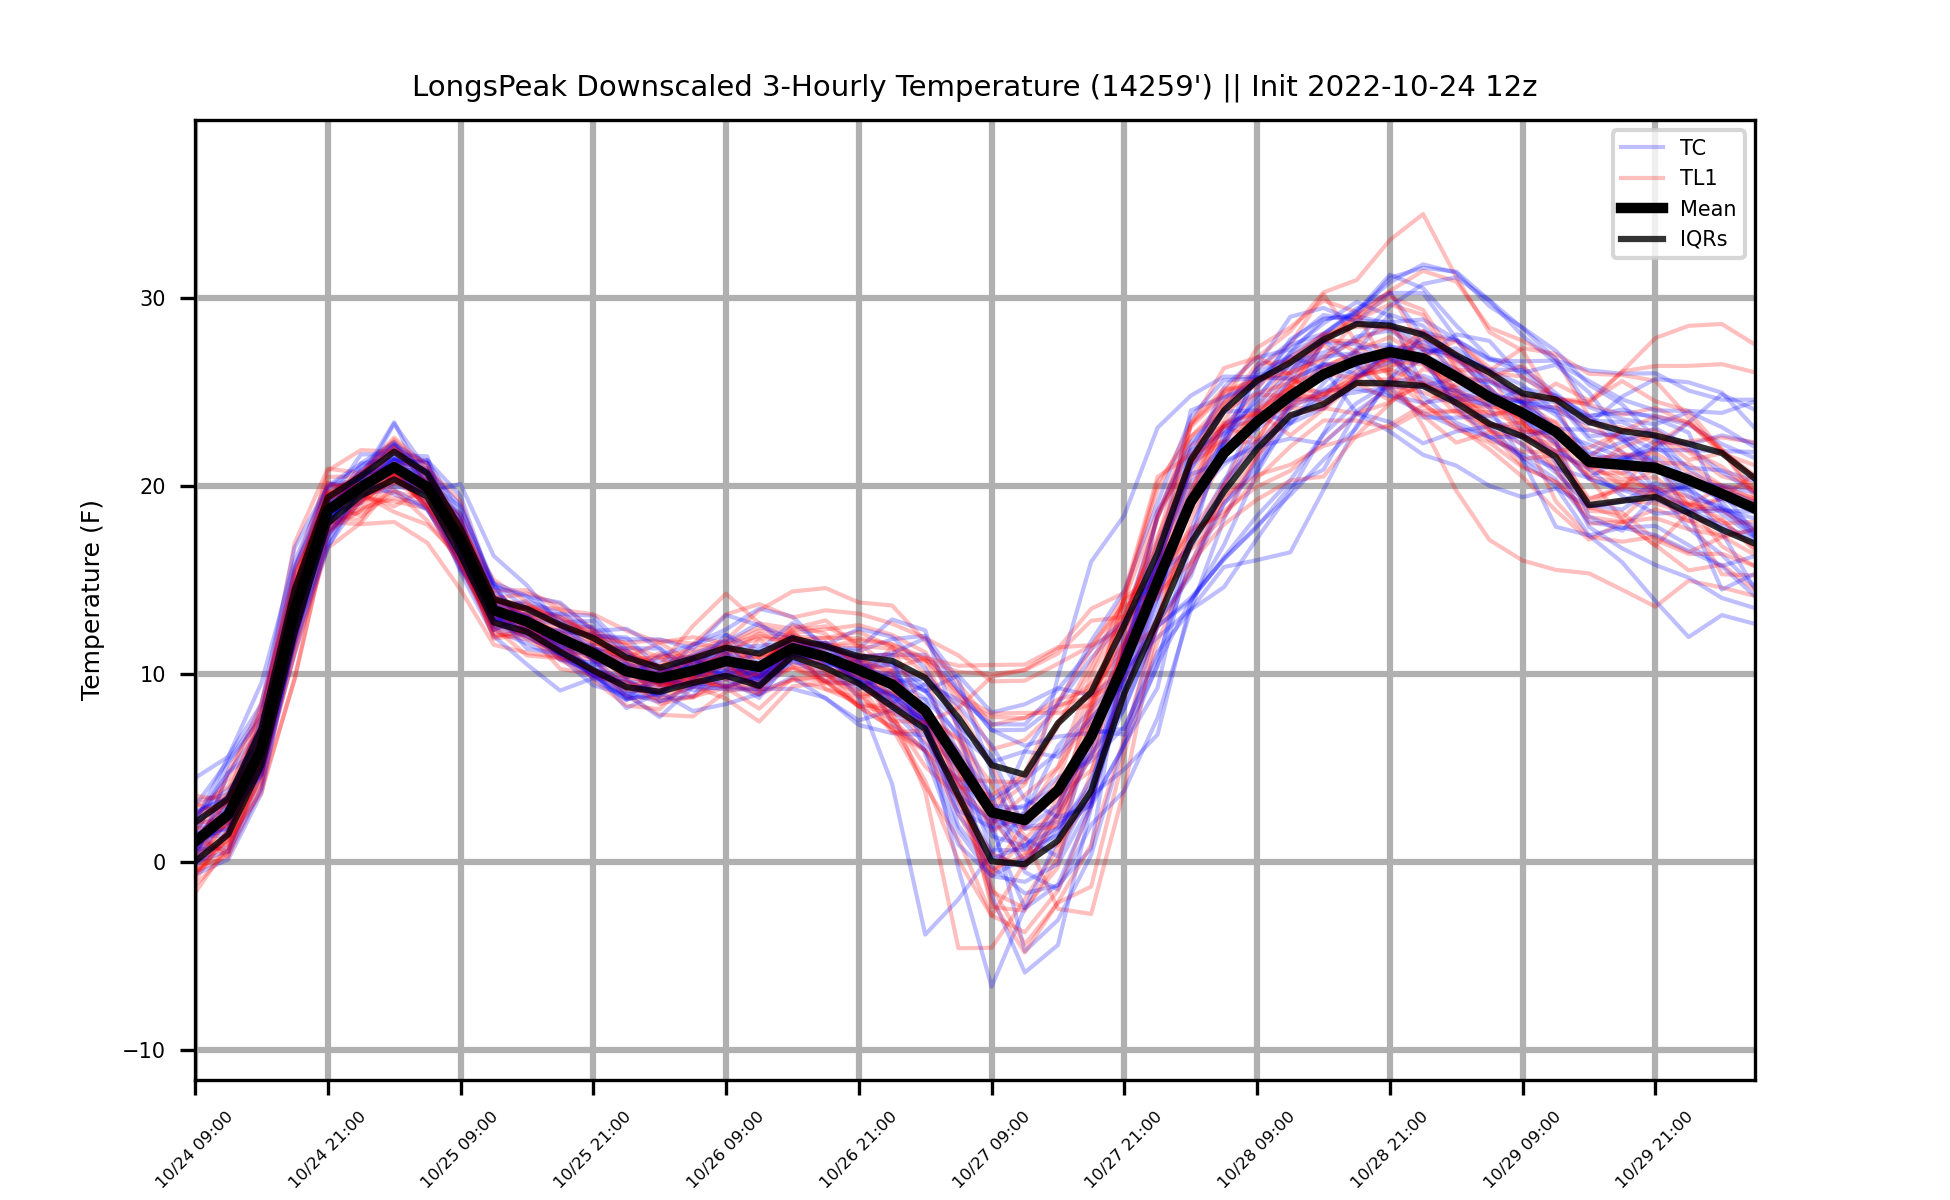 LongsPeak Downscaled 3-Hourly Temperature (14259') || Init 2022-10-24 12z
TC
TL1
Mean
IQRs
Temperature (F)
30
20
10
0
−10
10/24 09:00
10/24 21:00
10/25 09:00
10/25 21:00
10/26 09:00
10/26 21:00
10/27 09:00
10/27 21:00
10/28 09:00
10/28 21:00
10/29 09:00
10/29 21:00